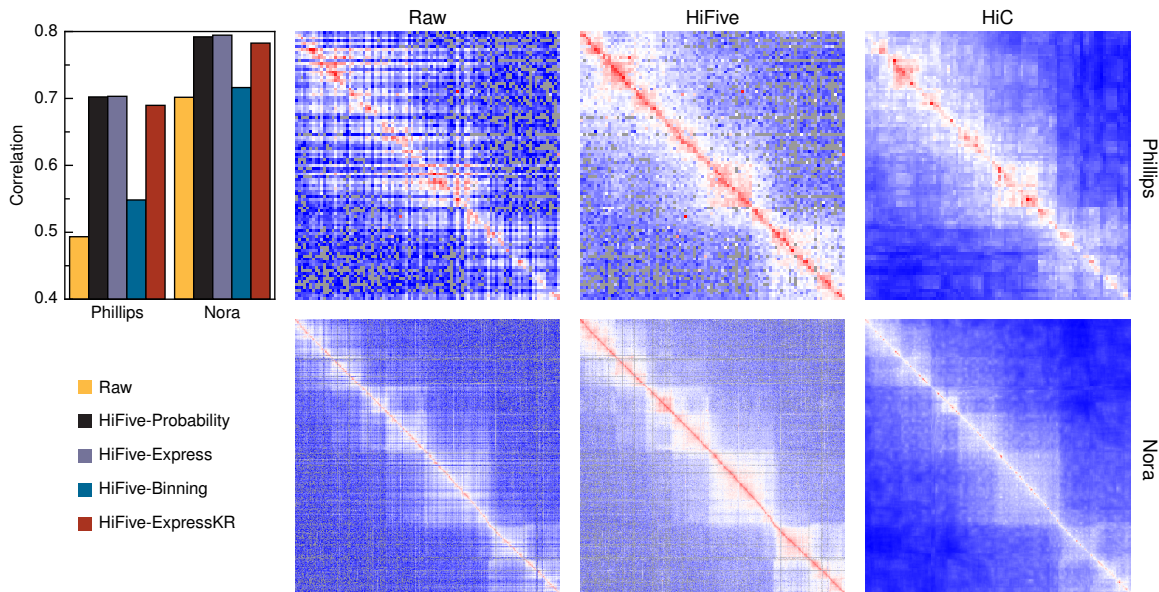 Raw HiFive HiC
0.8
0.7
0.6
0.5
0.4
Correlation
Phillips Nora
Phillips
Raw
HiFive-Probability
HiFive-Express
HiFive-Binning
HiFive-ExpressKR
Nora